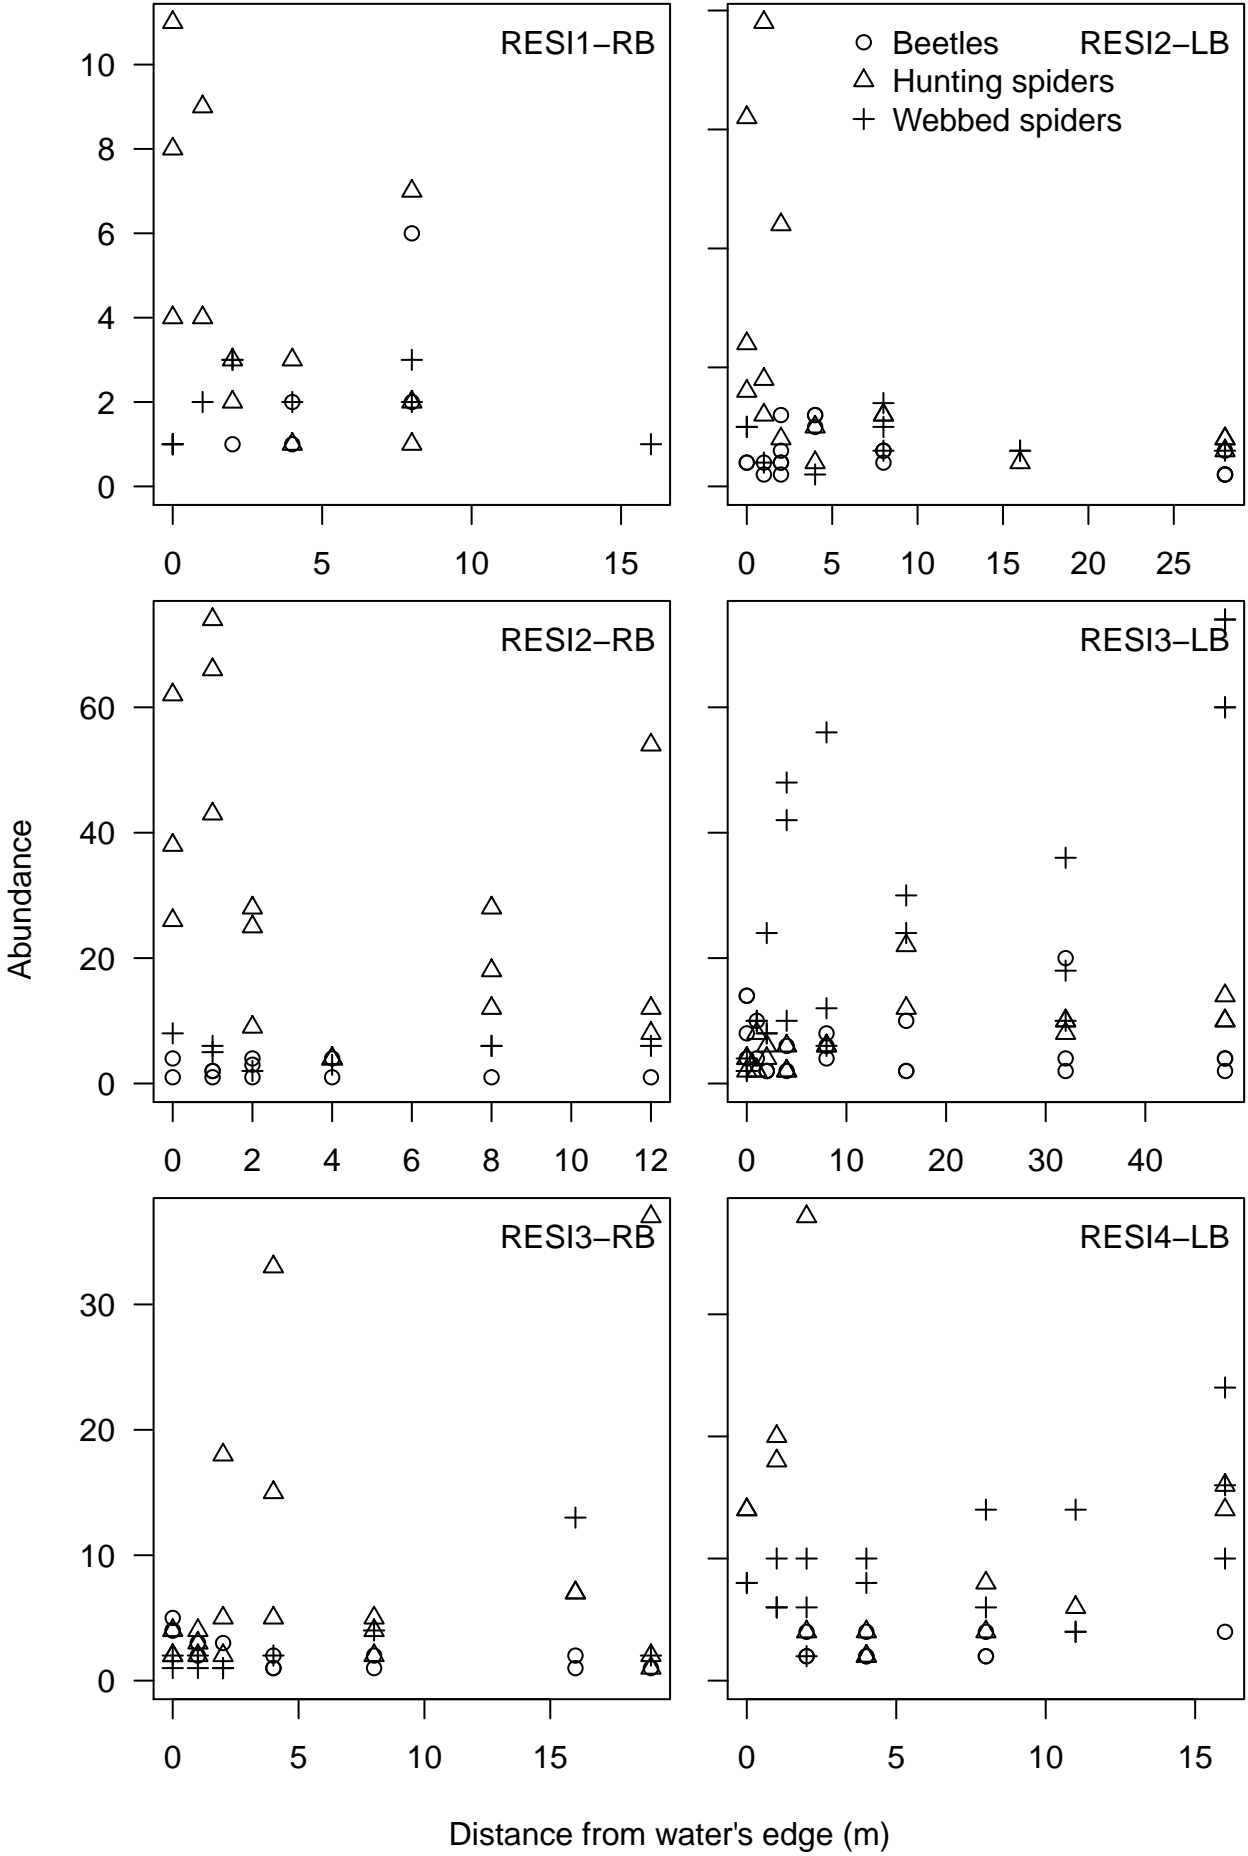 RESI1−RB
10
8
6
4
2
0
0 5 10 15
RESI2−LB
Beetles
Hunting spiders
Webbed spiders
0 5 10 15 20 25
RESI2−RB
60
40
20
0
0 2 4 6 8 10 12
RESI3−LB
0 10 20 30 40
Abundance
RESI3−RB
30
20
10
0
0 5 10 15
RESI4−LB
0 5 10 15
Distance from water's edge (m)